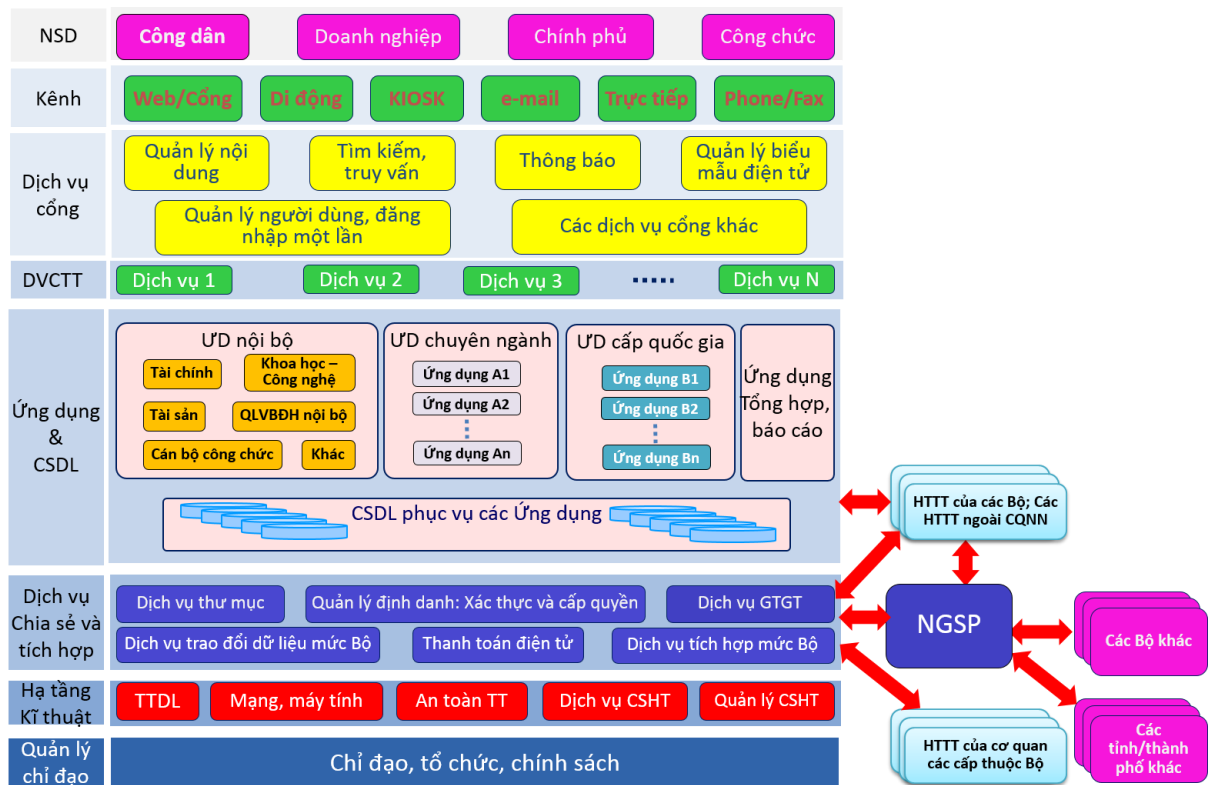 NSD
Công dân
Doanh nghiệp
Chính phủ
Công chức
Kênh
Web/Cổng
Di động
KIOSK
e-mail
Trực tiếp
Phone/Fax
Dịch vụ
cổng
Quản lý nội
dung
Tìm kiếm,
truy vấn
Thông báo
Quản lý biểu
mẫu điện tử
Quản lý người dùng, đăng
nhập một lần
Các dịch vụ cổng khác
DVCTT
Dịch vụ 1
Dịch vụ 2
Dịch vụ 3
Dịch vụ N
Ứng dụng
&
CSDL
ƯD nội bộ
Tài chính
Khoa học –
Công nghệ
Tài sản
QLVBĐH nội bộ
Cán bộ công chức
Khác
ƯD chuyên ngành
Ứng dụng A1
Ứng dụng A2
Ứng dụng An
ƯD cấp quốc gia
Ứng dụng B1
Ứng dụng B2
Ứng dụng Bn
Ứng dụng
Tổng hợp,
báo cáo
CSDL phục vụ các Ứng dụng
HTTT của các Bộ; Các
HTTT ngoài CQNN
Dịch vụ
Chia sẻ và
tích hợp
Dịch vụ thư mục
Quản lý định danh: Xác thực và cấp quyền
Dịch vụ GTGT
Dịch vụ trao đổi dữ liệu mức Bộ
Thanh toán điện tử
Dịch vụ tích hợp mức Bộ
NGSP
Các Bộ khác
Hạ tầng
Kĩ thuật
TTDL
Mạng, máy tính
An toàn TT
Dịch vụ CSHT
Quản lý CSHT
HTTT của cơ quan
các cấp thuộc Bộ
Các
tỉnh/thành
phố khác
Quản lý
chỉ đạo
Chỉ đạo, tổ chức, chính sách